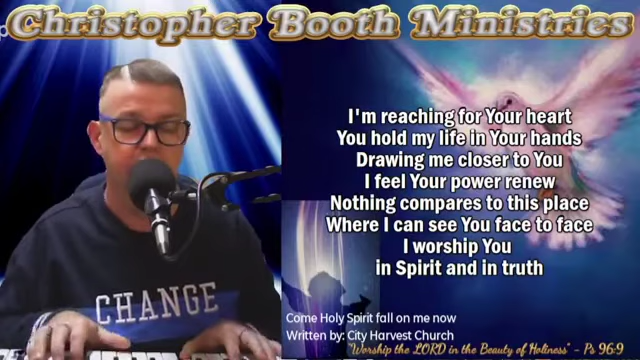 Christopher Booth Ministries
I'm reaching for Your heart
You hold my life in Your hands
Drawing me closer to You
I feel Your power renew
Nothing compares to this place
Where I can see You face to face
I worship You
in Spirit and in truth
CHANGE
Come Holy Spirit fall on me now
Written by: City Harvest Church
"Worship the LORD in the Beauty of Holiness" - Ps 96:9